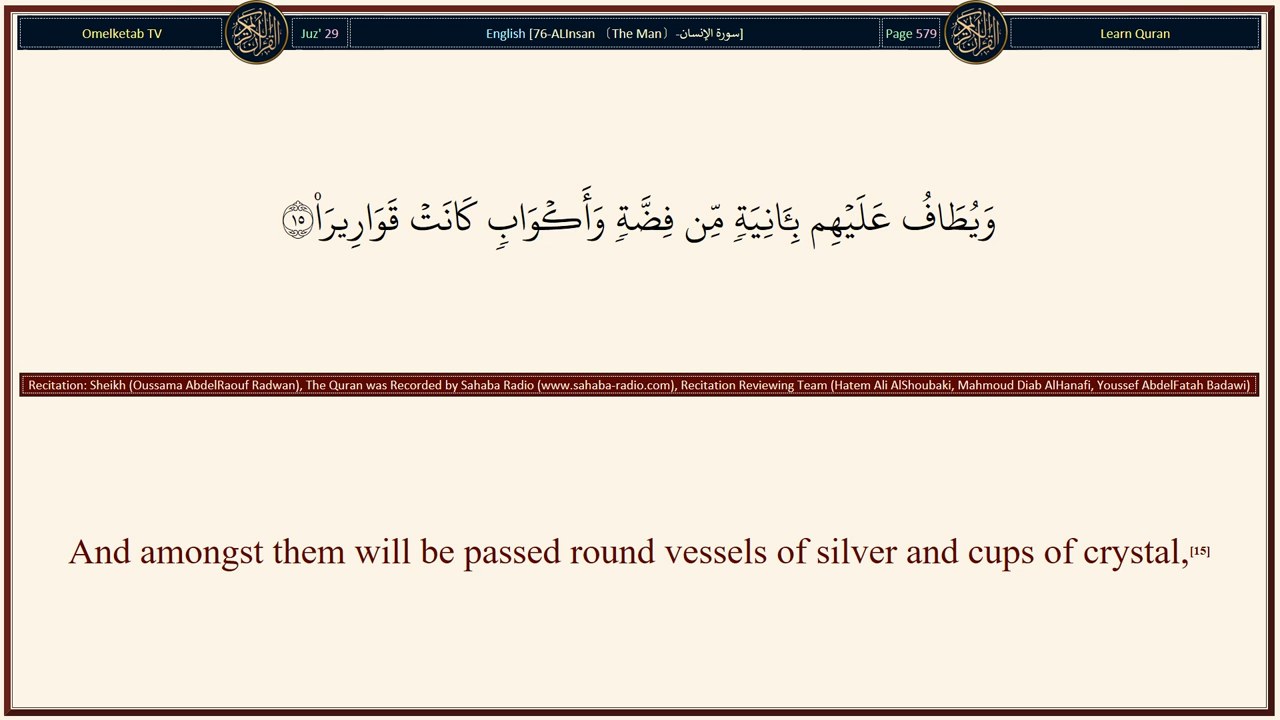 Omelketab TV
Juz' 29
English [76-ALInsan （The Man） -سورة الإنسان]
Page 579
Learn Quran
وَيُطَافُ عَلَيۡهِم بِـَٔانِيَةٖ مِّن فِضَّةٖ وَأَكۡوَابٖ كَانَتۡ قَوَارِيرَا۠ ١٥
Recitation: Sheikh (Oussama AbdelRaouf Radwan), The Quran was Recorded by Sahaba Radio (www.sahaba-radio.com), Recitation Reviewing Team (Hatem Ali AlShoubaki, Mahmoud Diab AlHanafi, Youssef AbdelFatah Badawi)
And amongst them will be passed round vessels of silver and cups of crystal,[15]